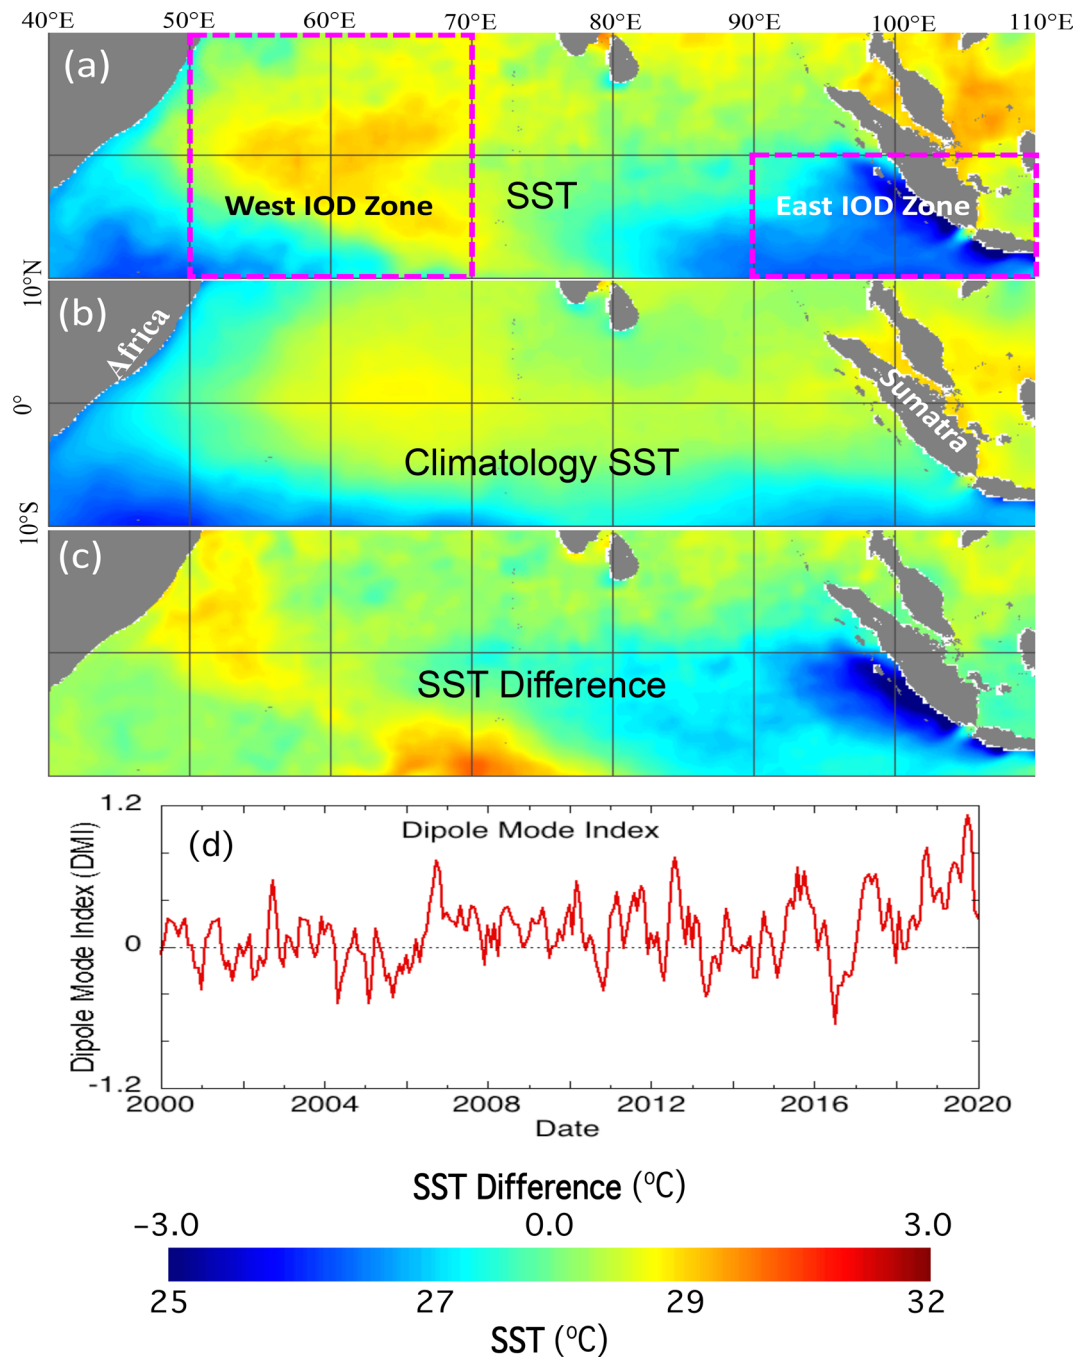 40°E 50°E 60°E 70°E 80°E 90°E 100°E 110°E
(a)
West IOD Zone
SST
East IOD Zone
10°N
(b)
Africa
0°
Sumatra
Climatology SST
10°S
(c)
SST Difference
1.2
(d)
Dipole Mode Index
Dipole Mode Index (DMI)
0
-1.2
2000 2004 2008 2012 2016 2020
Date
SST Difference (°C)
−3.0 0.0 3.0
25 27 29 32
SST (°C)